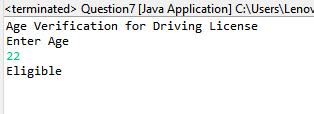 <terminated> Question7 [Java Application] C:\Users\Lenov
Age Verification for Driving License
Enter Age
22
Eligible